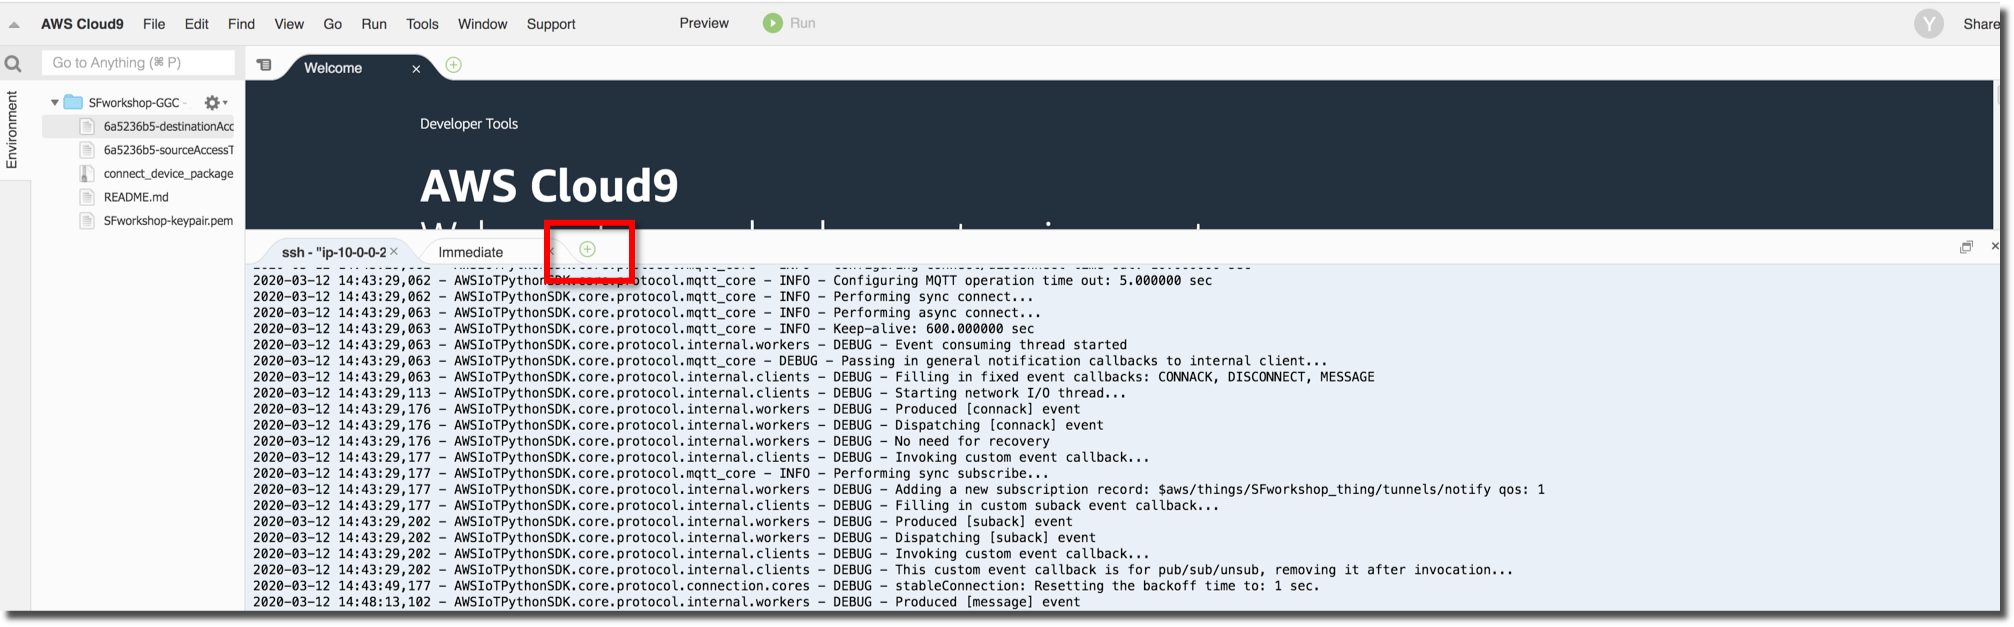 AWS Cloud9 File Edit Find View Go Run Tools Window Support Preview Run Y Share
Go to Anything (⌘ P)
Welcome
Environment
SFworkshop-GGC -
6a5236b5-destinationAcc
6a5236b5-sourceAccessT
connect_device_package
README.md
SFworkshop-keypair.pem
Developer Tools
AWS Cloud9
ssh - "ip-10-0-0-2 Immediate
2020-03-12 14:43:29,062 - AWSIoTPythonSDK.core.protocol.mqtt_core - INFO - Configuring MQTT operation time out: 5.000000 sec
2020-03-12 14:43:29,062 - AWSIoTPythonSDK.core.protocol.mqtt_core - INFO - Performing sync connect...
2020-03-12 14:43:29,063 - AWSIoTPythonSDK.core.protocol.mqtt_core - INFO - Performing async connect...
2020-03-12 14:43:29,063 - AWSIoTPythonSDK.core.protocol.mqtt_core - INFO - Keep-alive: 600.000000 sec
2020-03-12 14:43:29,063 - AWSIoTPythonSDK.core.protocol.internal.workers - DEBUG - Event consuming thread started
2020-03-12 14:43:29,063 - AWSIoTPythonSDK.core.protocol.mqtt_core - DEBUG - Passing in general notification callbacks to internal client...
2020-03-12 14:43:29,063 - AWSIoTPythonSDK.core.protocol.internal.clients - DEBUG - Filling in fixed event callbacks: CONNACK, DISCONNECT, MESSAGE
2020-03-12 14:43:29,113 - AWSIoTPythonSDK.core.protocol.internal.clients - DEBUG - Starting network I/O thread...
2020-03-12 14:43:29,176 - AWSIoTPythonSDK.core.protocol.internal.workers - DEBUG - Produced [connack] event
2020-03-12 14:43:29,176 - AWSIoTPythonSDK.core.protocol.internal.workers - DEBUG - Dispatching [connack] event
2020-03-12 14:43:29,176 - AWSIoTPythonSDK.core.protocol.internal.workers - DEBUG - No need for recovery
2020-03-12 14:43:29,177 - AWSIoTPythonSDK.core.protocol.internal.clients - DEBUG - Invoking custom event callback...
2020-03-12 14:43:29,177 - AWSIoTPythonSDK.core.protocol.mqtt_core - INFO - Performing sync subscribe...
2020-03-12 14:43:29,177 - AWSIoTPythonSDK.core.protocol.internal.workers - DEBUG - Adding a new subscription record: $aws/things/SFworkshop_thing/tunnels/notify qos: 1
2020-03-12 14:43:29,177 - AWSIoTPythonSDK.core.protocol.internal.clients - DEBUG - Filling in custom suback event callback...
2020-03-12 14:43:29,202 - AWSIoTPythonSDK.core.protocol.internal.workers - DEBUG - Produced [suback] event
2020-03-12 14:43:29,202 - AWSIoTPythonSDK.core.protocol.internal.workers - DEBUG - Dispatching [suback] event
2020-03-12 14:43:29,202 - AWSIoTPythonSDK.core.protocol.internal.clients - DEBUG - Invoking custom event callback...
2020-03-12 14:43:29,202 - AWSIoTPythonSDK.core.protocol.internal.clients - DEBUG - This custom event callback is for pub/sub/unsub, removing it after invocation...
2020-03-12 14:43:49,177 - AWSIoTPythonSDK.core.protocol.connection.cores - DEBUG - stableConnection: Resetting the backoff time to: 1 sec.
2020-03-12 14:48:13,102 - AWSIoTPythonSDK.core.protocol.internal.workers - DEBUG - Produced [message] event